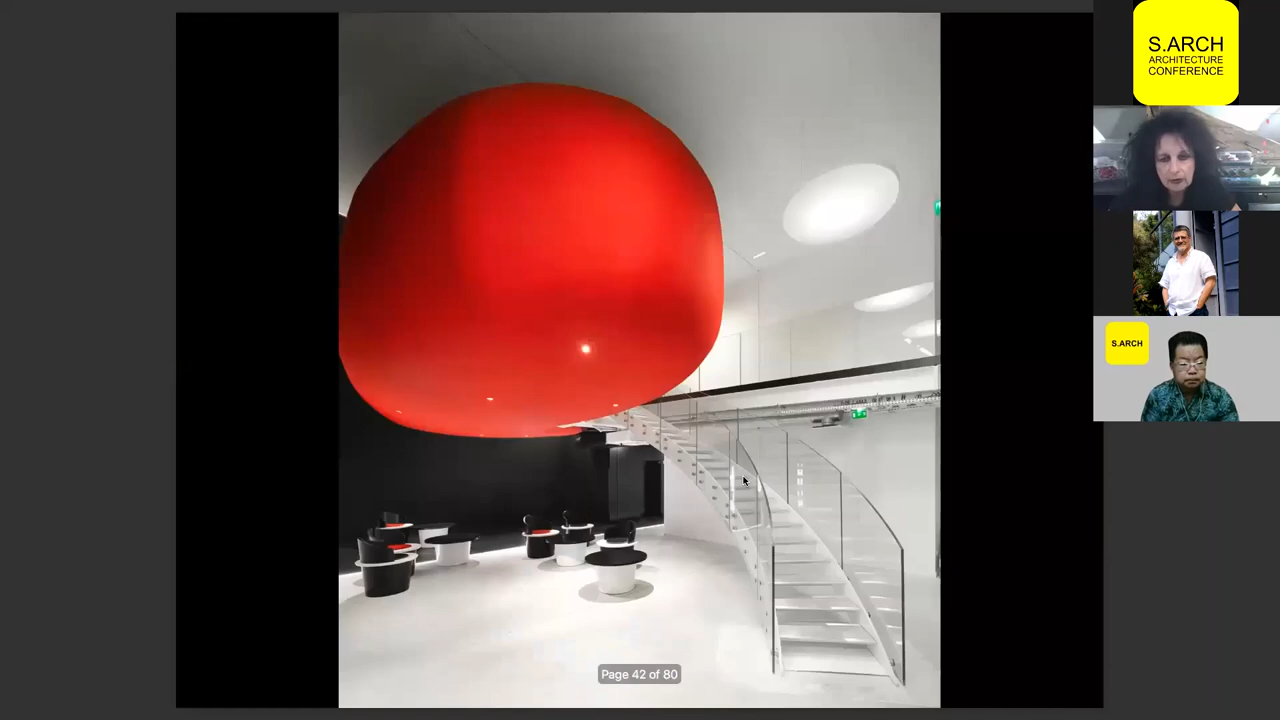 S.ARCH
ARCHITECTURE
CONFERENCE
S.ARCH
Page 42 of 80